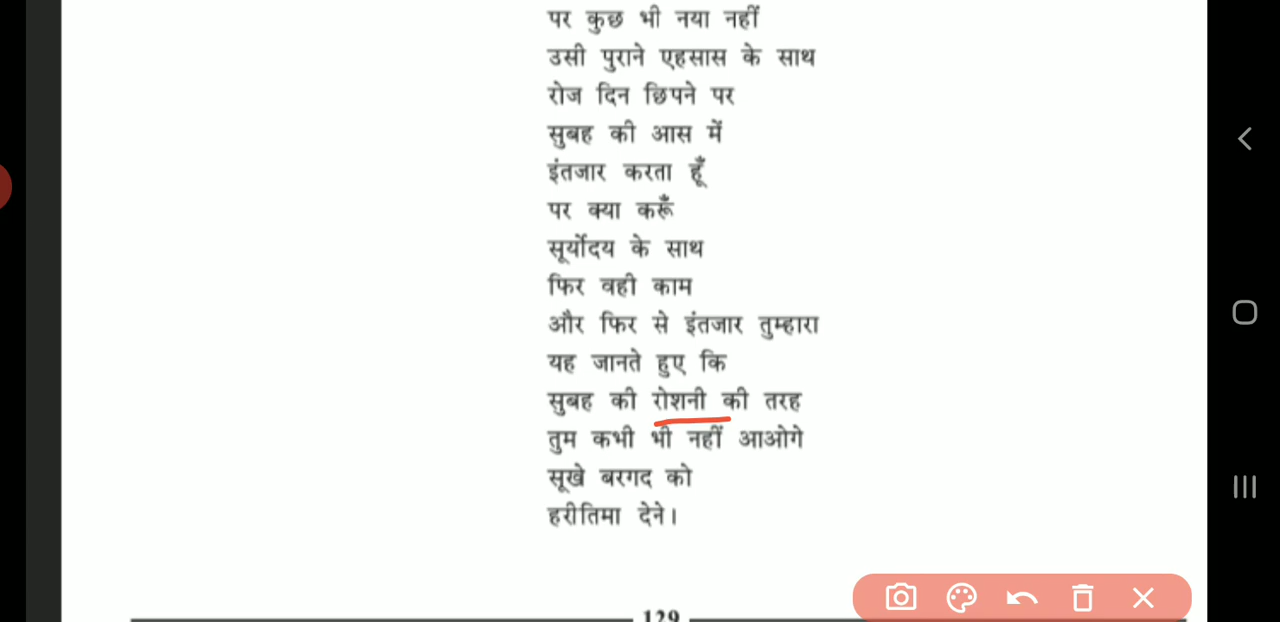 पर कुछ भी नया नहीं
उसी पुराने एहसास के साथ
रोज दिन छिपने पर
सुबह की आस में
इंतजार करता हूँ
पर क्या करूँ
सूर्योदय के साथ
फिर वही काम
और फिर से इंतजार तुम्हारा
यह जानते हुए कि
सुबह की रोशनी की तरह
तुम कभी भी नहीं आओगे
सूखे बरगद को
हरीतिमा देने।
129